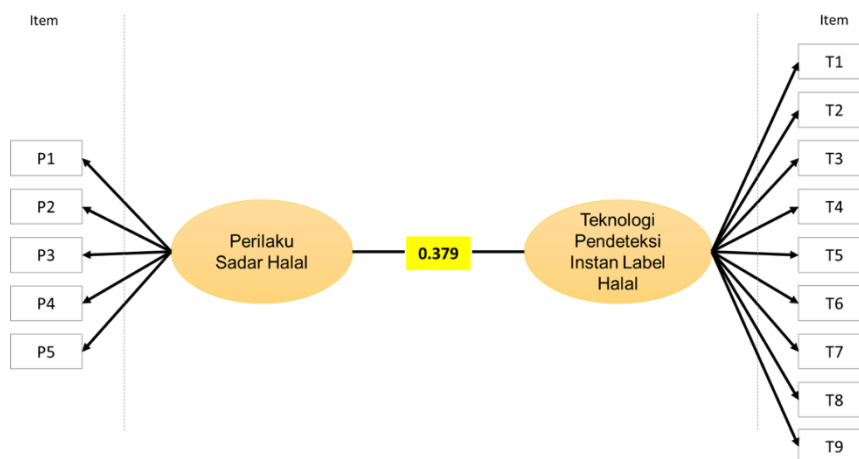 Item
Item
T1
T2
T3
T4
T5
T6
T7
T8
T9
P1
P2
P3
P4
P5
Perilaku
Sadar Halal
0.379
Teknologi
Pendeteksi
Instan Label
Halal